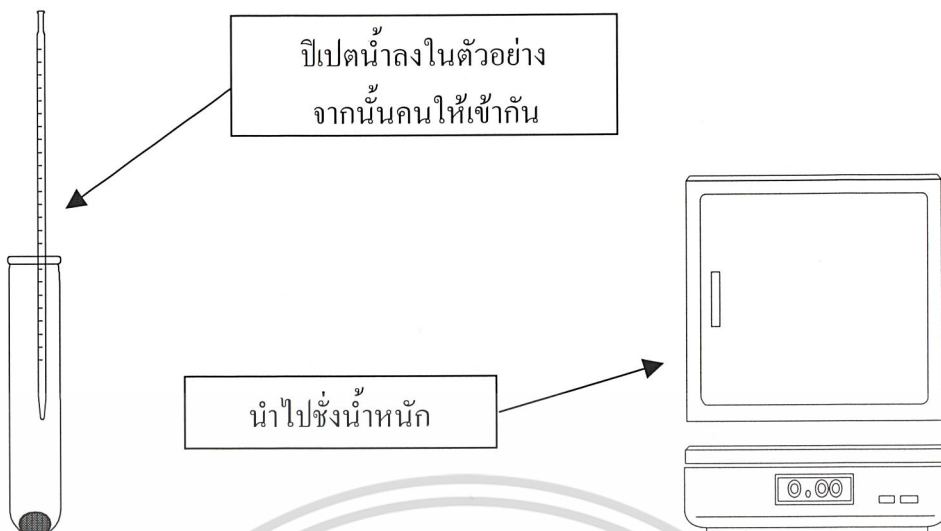 ปิเปตน้ำลงในตัวอย่าง
จากนั้นคนให้เข้ากัน
นำไปชั่งน้ำหนัก
0.00